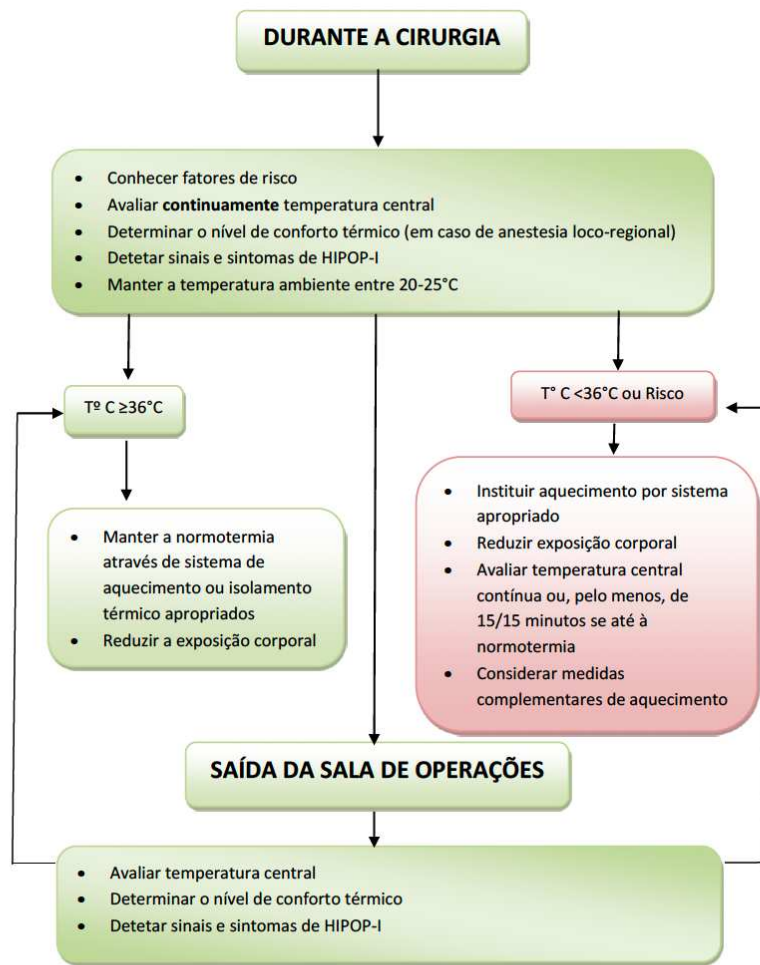 DURANTE A CIRURGIA
• Conhecer fatores de risco
• Avaliar continuamente temperatura central
• Determinar o nível de conforto térmico (em caso de anestesia loco-regional)
• Detetar sinais e sintomas de HIPOP-I
• Manter a temperatura ambiente entre 20-25°C
Tº C ≥36°C
T° C <36°C ou Risco
• Manter a normotermia
através de sistema de
aquecimento ou isolamento
térmico apropriados
• Reduzir a exposição corporal
• Instituir aquecimento por sistema
apropriado
• Reduzir exposição corporal
• Avaliar temperatura central
contínua ou, pelo menos, de
15/15 minutos se até à
normotermia
• Considerar medidas
complementares de aquecimento
SAÍDA DA SALA DE OPERAÇÕES
• Avaliar temperatura central
• Determinar o nível de conforto térmico
• Detetar sinais e sintomas de HIPOP-I